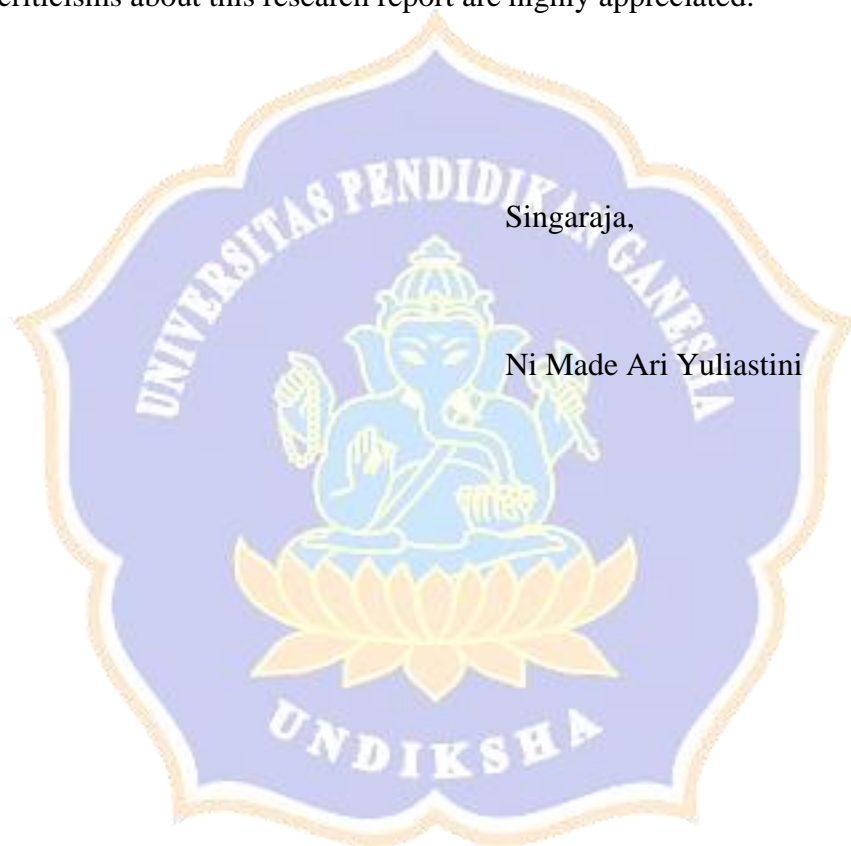 criticisms about this research report are highly appreciated.
UNIVERSITAS PENDIDIKAN GANESHA
Singaraja,
Ni Made Ari Yuliastini
UNDIKSHA